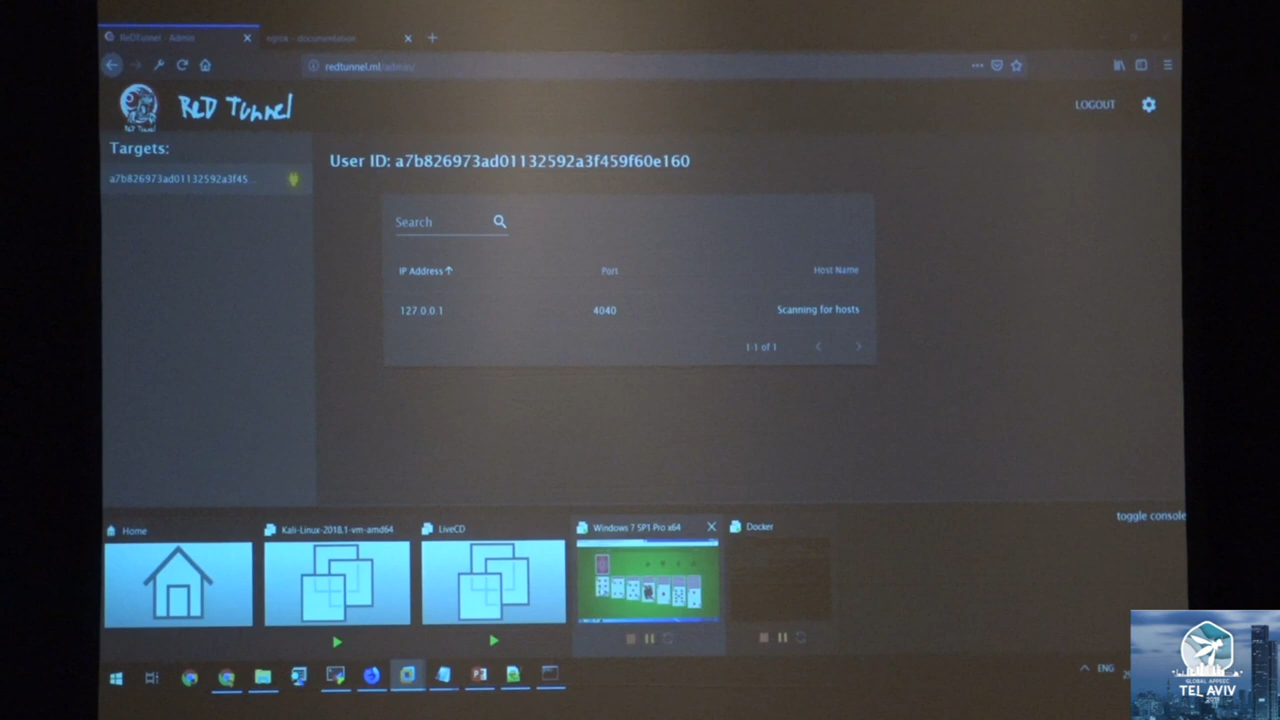 ReDTunnel - Admin
ngrok - documentation
redtunnel.ml/admin/
ReD Tunnel
ReD Tunnel
LOGOUT
Targets:
a7b826973ad01132592a3f45...
User ID: a7b826973ad01132592a3f459f60e160
Search
IP Address Port Host Name
127.0.0.1 4040 Scanning for hosts
1-1 of 1
toggle console
Home
Kali-Linux-2018.1-vm-amd64
LiveCD
Windows 7 SP1 Pro x64
Docker
ENG
GLOBAL APPSEC
TEL AVIV